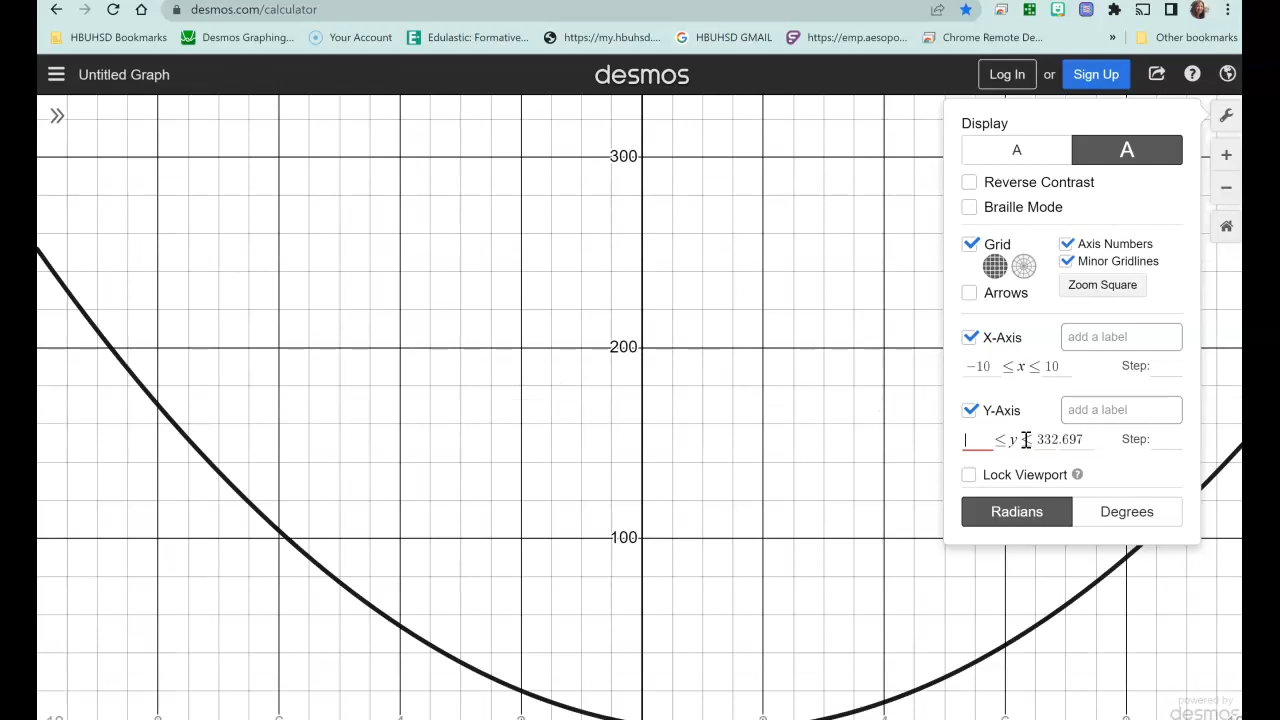 desmos.com/calculator
HBUHSD Bookmarks Desmos Graphing... Your Account Edulastic: Formative... https://my.hbuhsd.... HBUHSD GMAIL https://emp.aesopo... Chrome Remote De... » Other bookmarks
Untitled Graph desmos Log In or Sign Up
Display
A A
Reverse Contrast
Braille Mode
Grid Axis Numbers
Minor Gridlines
Zoom Square
Arrows
X-Axis add a label
−10 ≤ x ≤ 10 Step:
Y-Axis add a label
≤ y ≤ 332.697 Step:
Lock Viewport
Radians Degrees
300
200
100
powered by
desmos